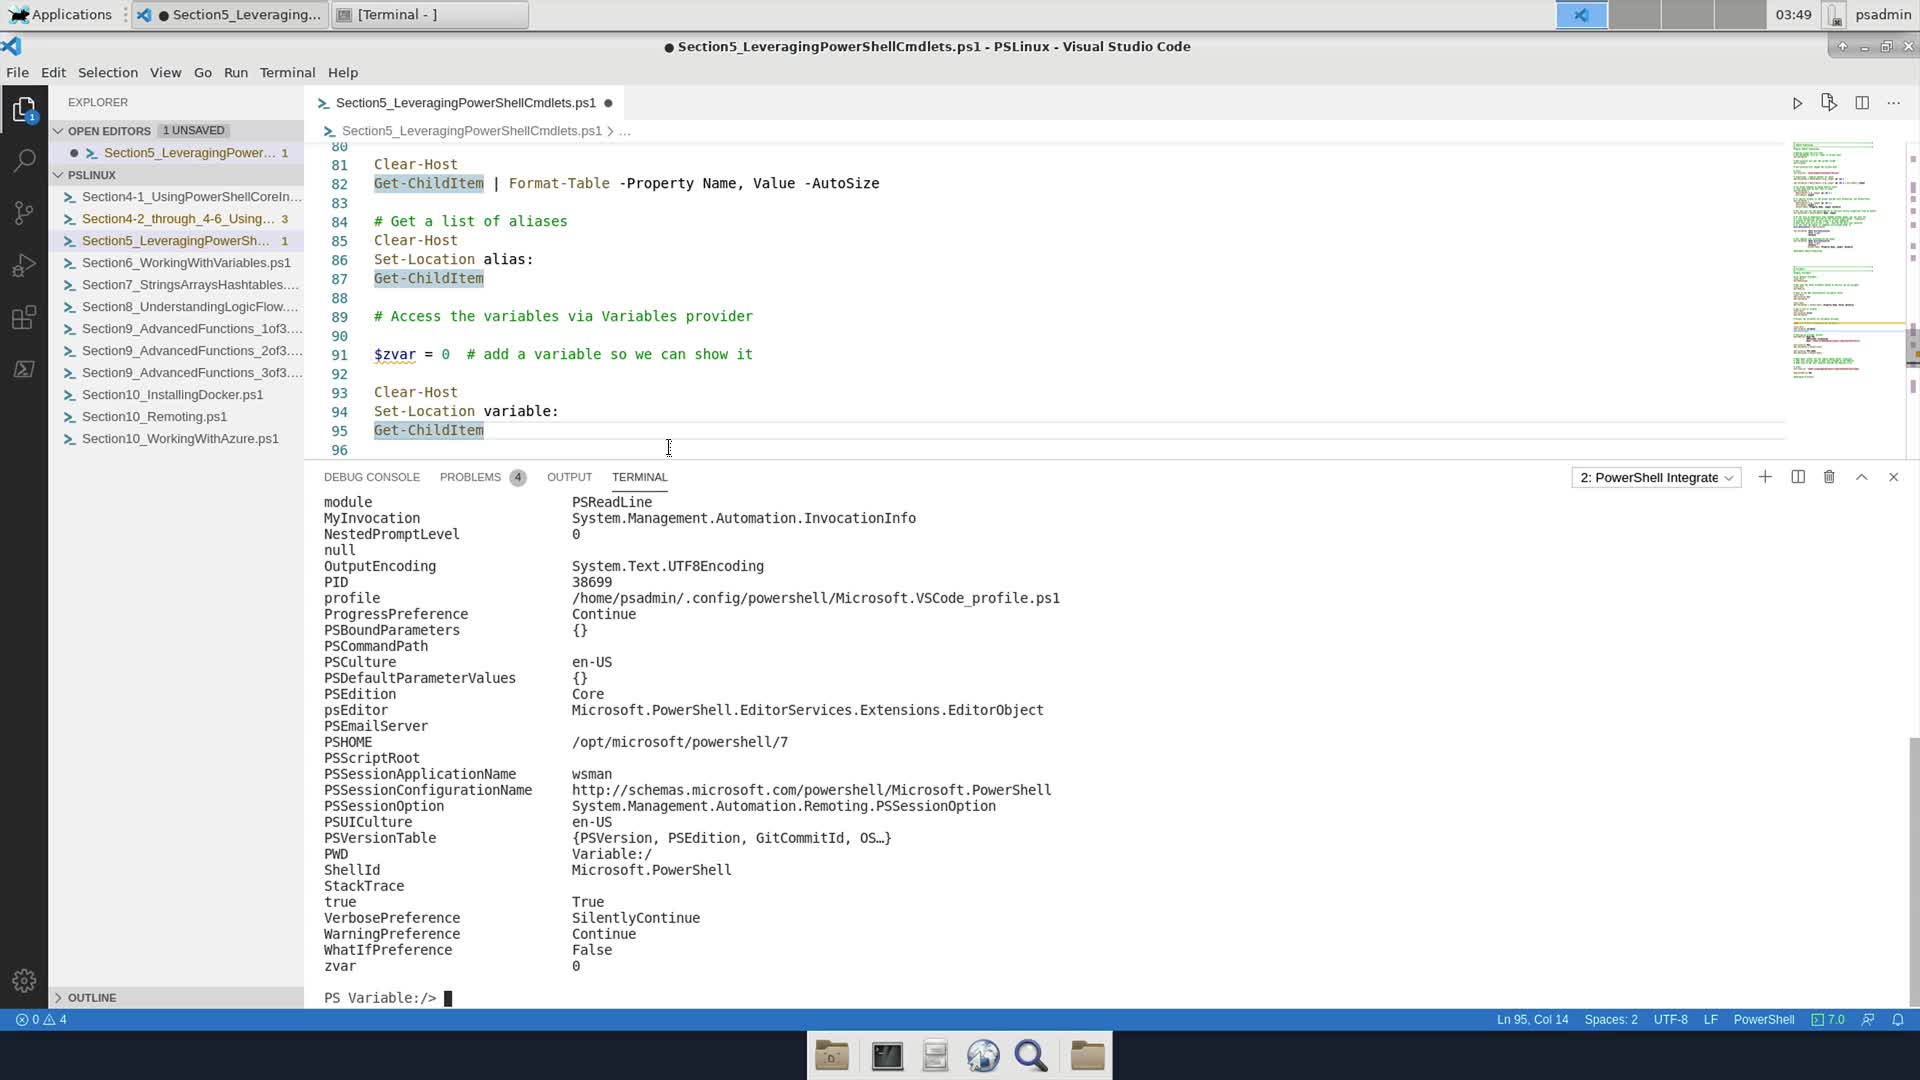 Applications
● Section5_Leveraging...
[Terminal - ]
03:49
psadmin
● Section5_LeveragingPowerShellCmdlets.ps1 - PSLinux - Visual Studio Code
File Edit Selection View Go Run Terminal Help
EXPLORER
OPEN EDITORS 1 UNSAVED
● Section5_LeveragingPower... 1
PSLINUX
Section4-1_UsingPowerShellCoreIn...
Section4-2_through_4-6_Using... 3
Section5_LeveragingPowerSh... 1
Section6_WorkingWithVariables.ps1
Section7_StringsArraysHashtables....
Section8_UnderstandingLogicFlow....
Section9_AdvancedFunctions_1of3....
Section9_AdvancedFunctions_2of3....
Section9_AdvancedFunctions_3of3....
Section10_InstallingDocker.ps1
Section10_Remoting.ps1
Section10_WorkingWithAzure.ps1
OUTLINE
1
Section5_LeveragingPowerShellCmdlets.ps1 ●
Section5_LeveragingPowerShellCmdlets.ps1 > ...
80
81 Clear-Host
82 Get-ChildItem | Format-Table -Property Name, Value -AutoSize
83
84 # Get a list of aliases
85 Clear-Host
86 Set-Location alias:
87 Get-ChildItem
88
89 # Access the variables via Variables provider
90
91 $zvar = 0  # add a variable so we can show it
92
93 Clear-Host
94 Set-Location variable:
95 Get-ChildItem
96
DEBUG CONSOLE PROBLEMS 4 OUTPUT TERMINAL
2: PowerShell Integrate
module PSReadLine
MyInvocation System.Management.Automation.InvocationInfo
NestedPromptLevel 0
null
OutputEncoding System.Text.UTF8Encoding
PID 38699
profile /home/psadmin/.config/powershell/Microsoft.VSCode_profile.ps1
ProgressPreference Continue
PSBoundParameters {}
PSCommandPath
PSCulture en-US
PSDefaultParameterValues {}
PSEdition Core
psEditor Microsoft.PowerShell.EditorServices.Extensions.EditorObject
PSEmailServer
PSHOME /opt/microsoft/powershell/7
PSScriptRoot
PSSessionApplicationName wsman
PSSessionConfigurationName http://schemas.microsoft.com/powershell/Microsoft.PowerShell
PSSessionOption System.Management.Automation.Remoting.PSSessionOption
PSUICulture en-US
PSVersionTable {PSVersion, PSEdition, GitCommitId, OS…}
PWD Variable:/
ShellId Microsoft.PowerShell
StackTrace
true True
VerbosePreference SilentlyContinue
WarningPreference Continue
WhatIfPreference False
zvar 0
PS Variable:/>
0 4
Ln 95, Col 14 Spaces: 2 UTF-8 LF PowerShell 7.0